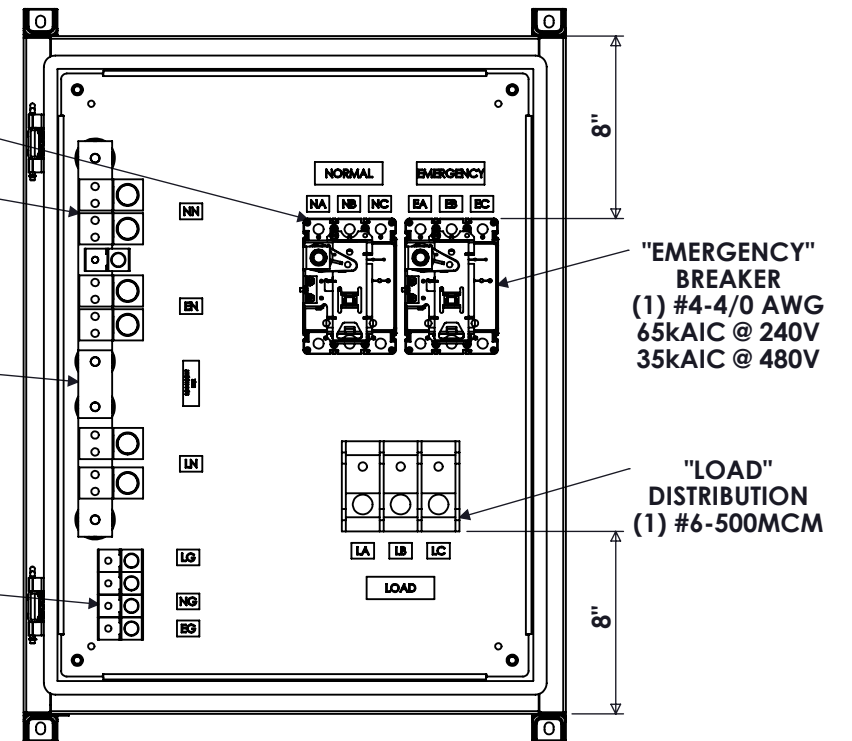 8"
NORMAL
EMERGENCY
NA NB NC EA EB EC
NN
"EMERGENCY"
BREAKER
(1) #4-4/0 AWG
65kAIC @ 240V
35kAIC @ 480V
EN
LN
"LOAD"
DISTRIBUTION
(1) #6-500MCM
LA LB LC
LG
LOAD
NG
EG
8"